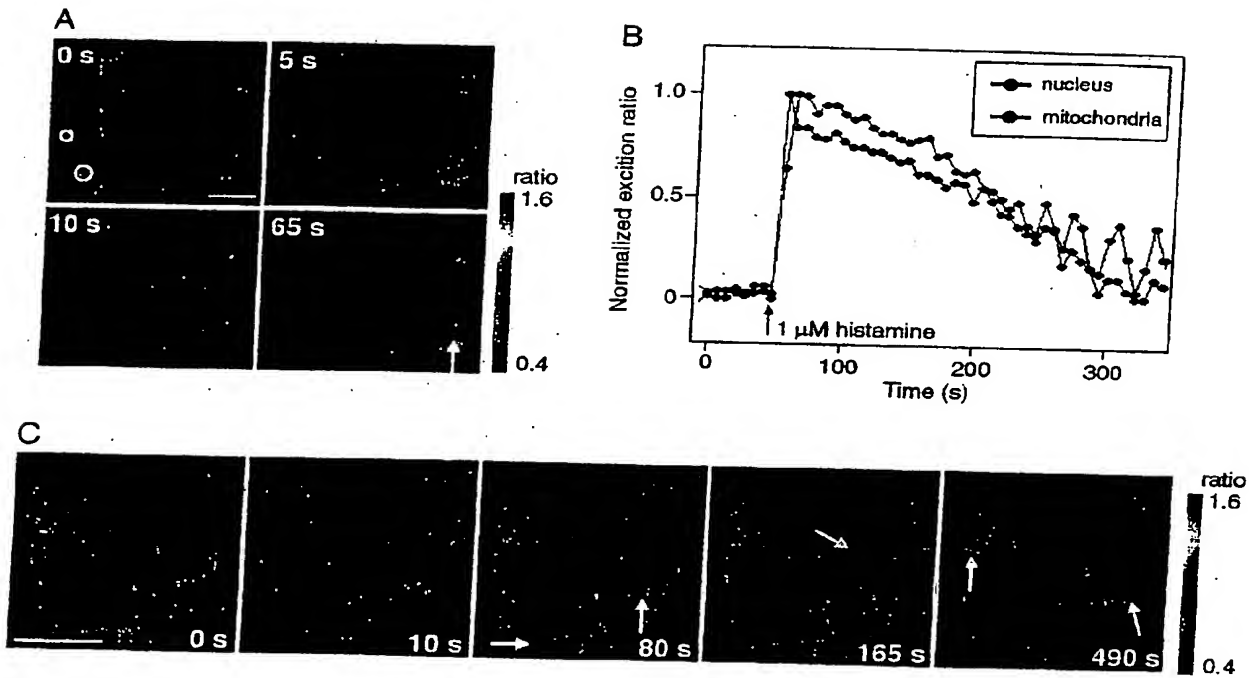 A
0 s
5 s
10 s
65 s
ratio
1.6
0.4
B
Normalized excition ratio
1.0
0.5
0
nucleus
mitochondria
1 µM histamine
0
100
200
300
Time (s)
C
0 s
10 s
80 s
165 s
490 s
ratio
1.6
0.4